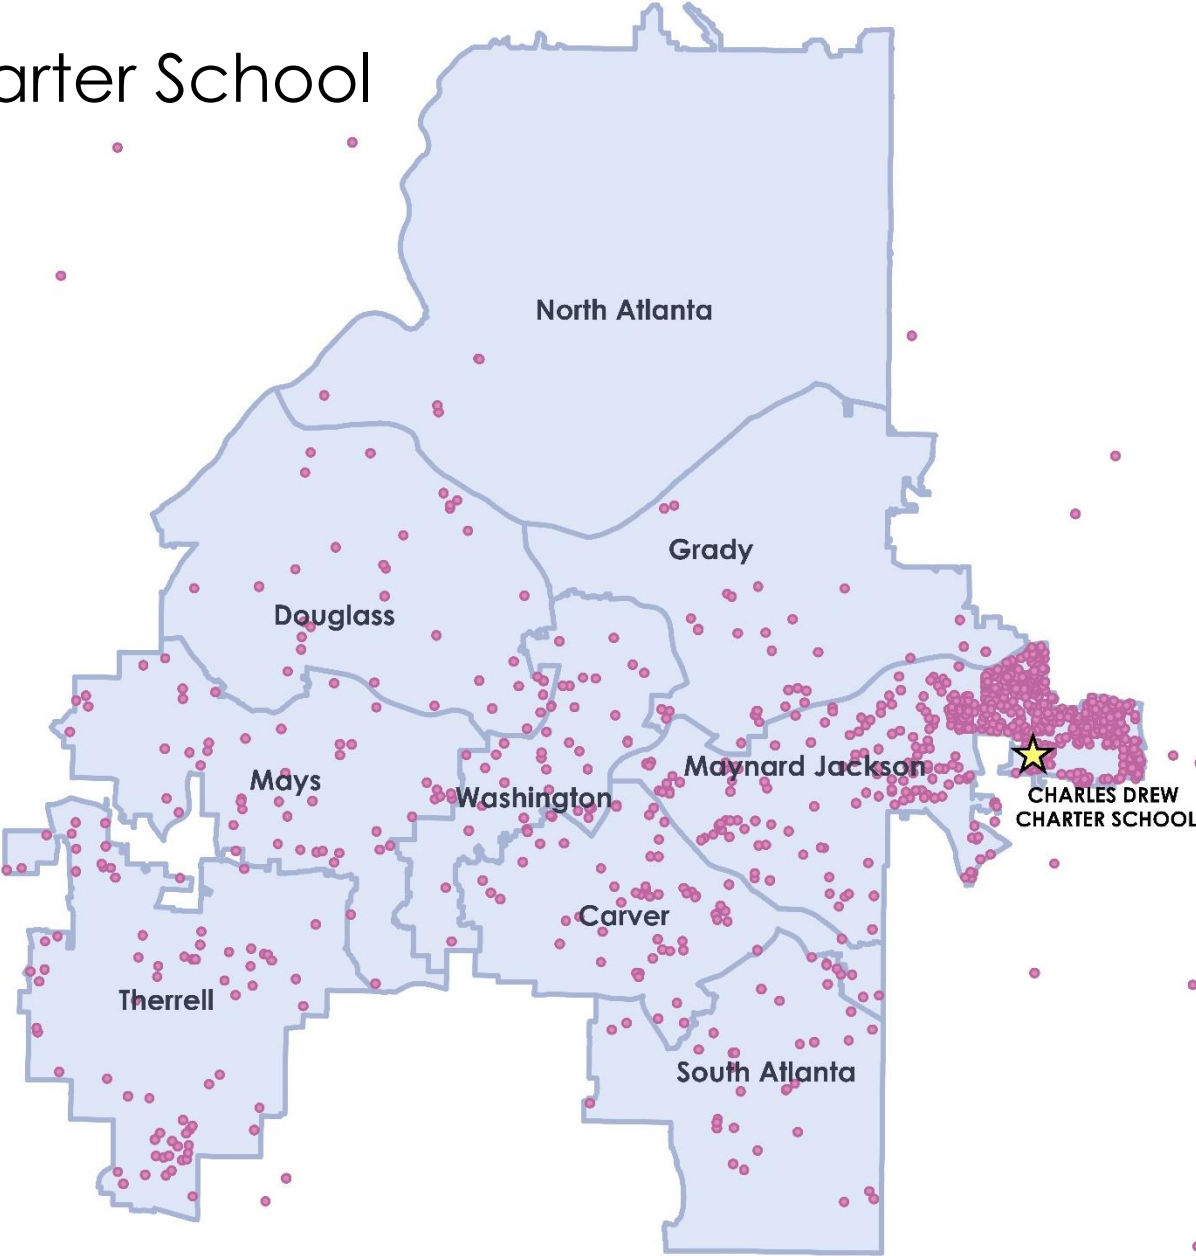 arter School
North Atlanta
Grady
Douglass
Mays
Washington
Maynard Jackson
CHARLES DREW
CHARTER SCHOOL
Carver
Therrell
South Atlanta